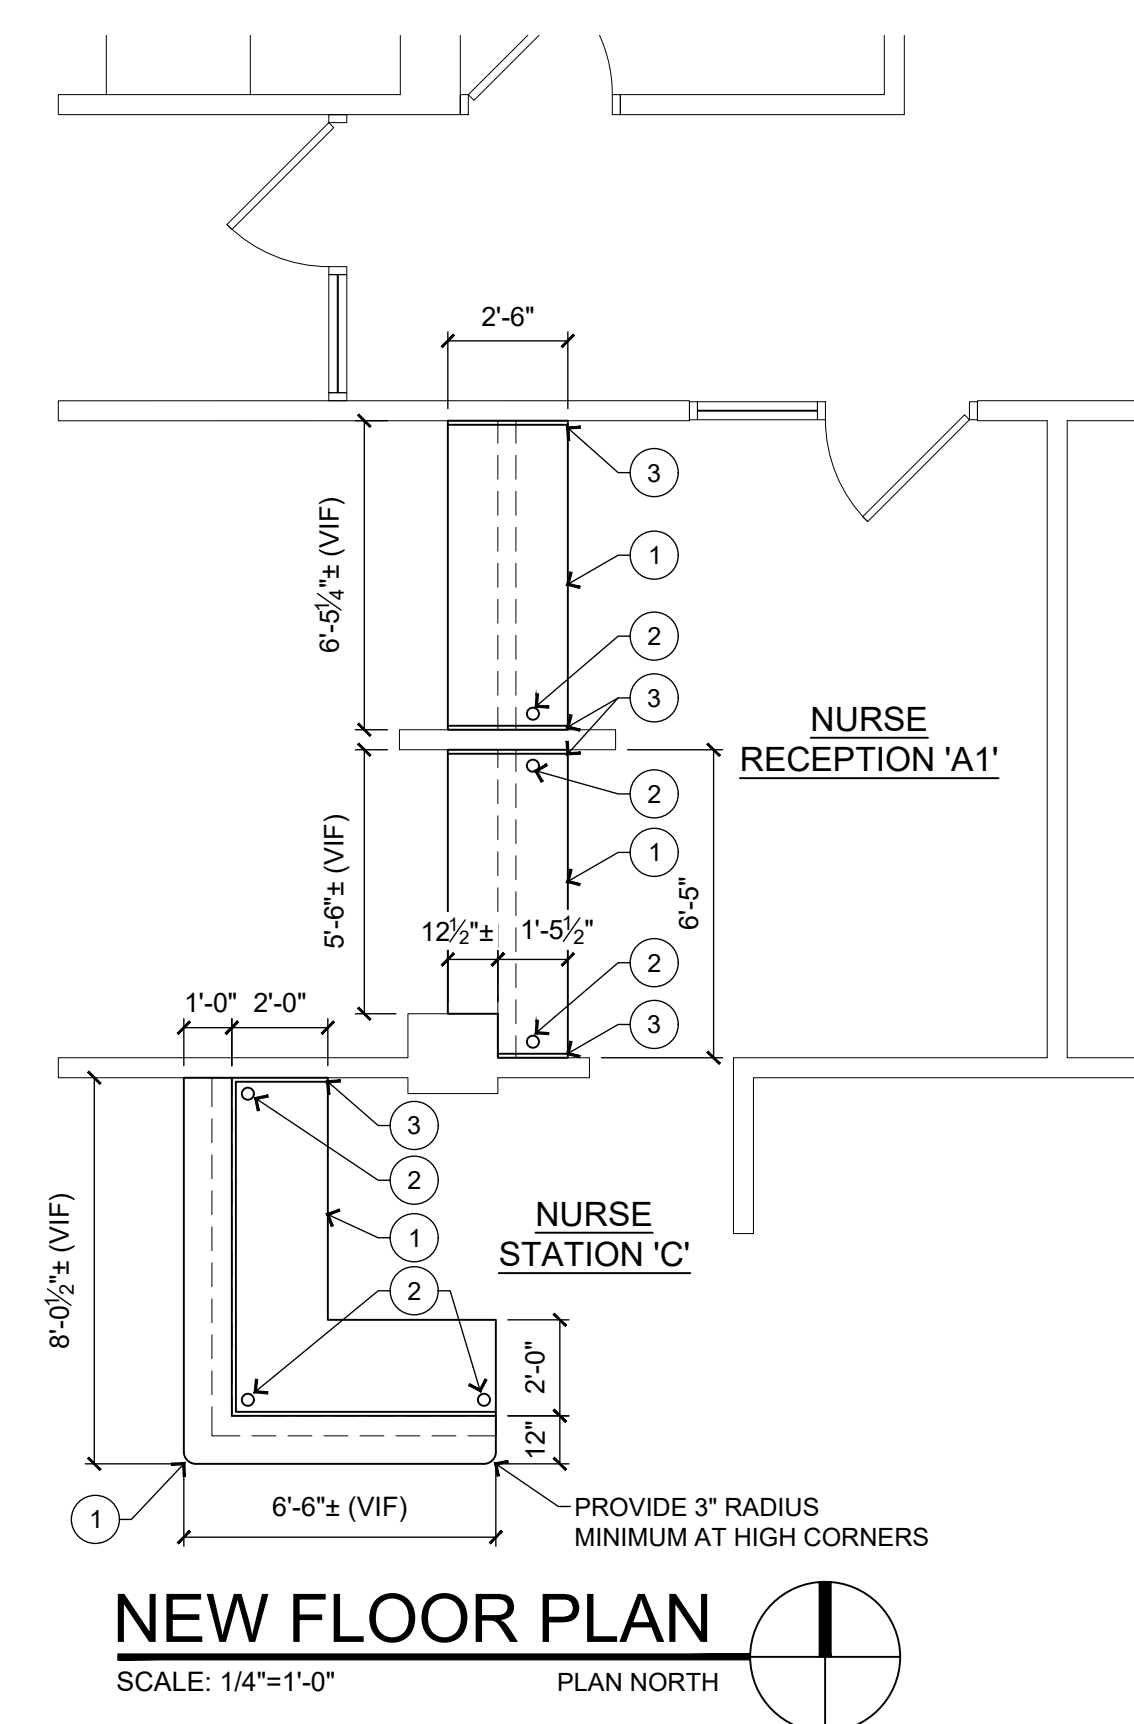 2'-6"
3
6'-5¼"± (VIF)
1
2
3
NURSE
RECEPTION 'A1'
2
5'-6"± (VIF)
1
6'-5"
12½"±
1'-5½"
2
1'-0"
2'-0"
3
3
2
8'-0½"± (VIF)
NURSE
STATION 'C'
1
2
2'-0"
12"
1
6'-6"± (VIF)
PROVIDE 3" RADIUS
MINIMUM AT HIGH CORNERS
NEW FLOOR PLAN
SCALE: 1/4"=1'-0"
PLAN NORTH